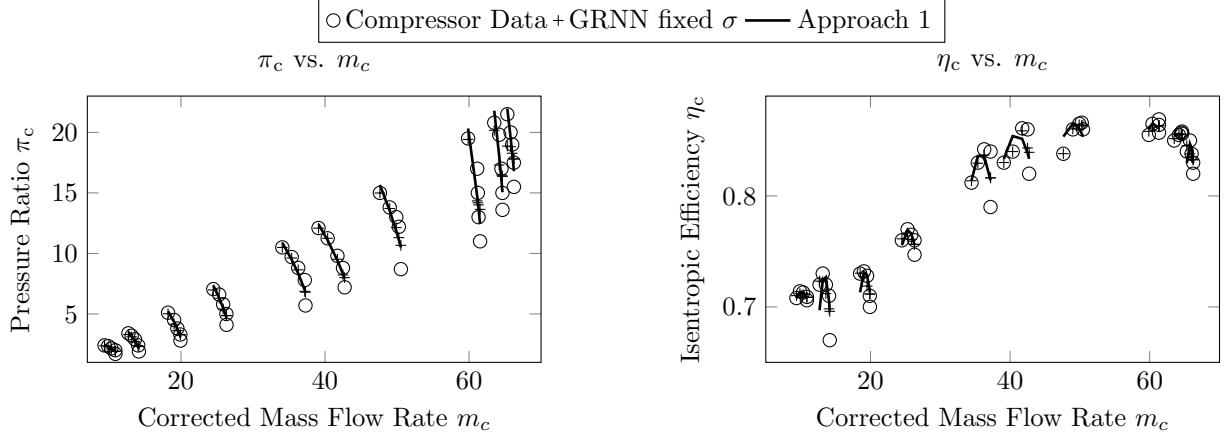 Compressor Data + GRNN fixed σ Approach 1
π_c vs. m_c
η_c vs. m_c
20
15
10
5
20
40
60
Pressure Ratio π_c
Corrected Mass Flow Rate m_c
0.8
0.7
20
40
60
Isentropic Efficiency η_c
Corrected Mass Flow Rate m_c